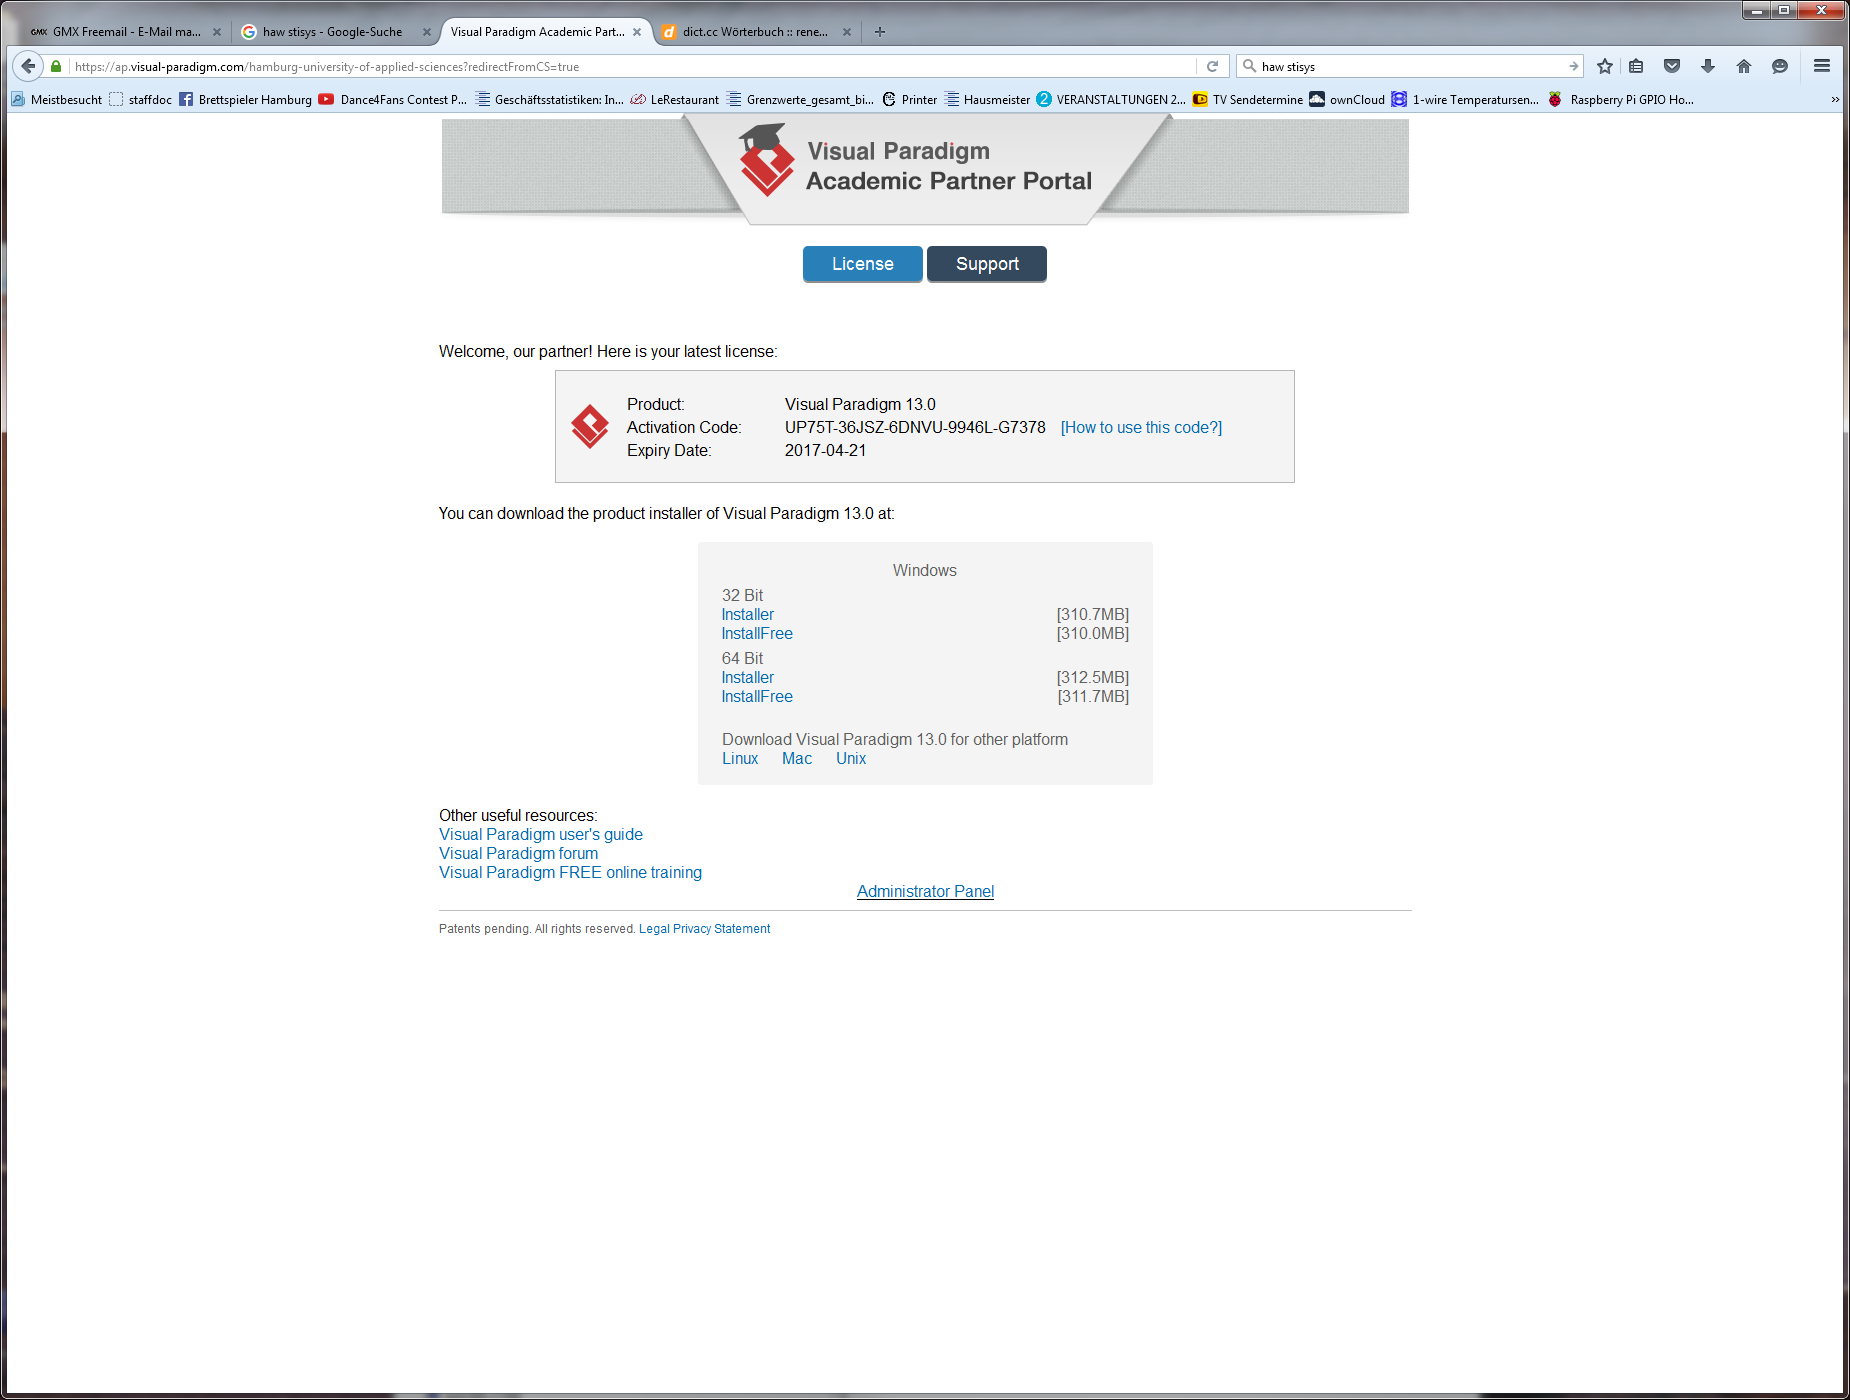 GMX GMX Freemail - E-Mail ma...
haw stisys - Google-Suche
Visual Paradigm Academic Part...
dict.cc Wörterbuch :: rene...
https://ap.visual-paradigm.com/hamburg-university-of-applied-sciences?redirectFromCS=true
haw stisys
Meistbesucht staffdoc Brettspieler Hamburg Dance4Fans Contest P... Geschäftsstatistiken: In... LeRestaurant Grenzwerte_gesamt_bi... Printer Hausmeister 2 VERANSTALTUNGEN 2... TV Sendetermine ownCloud 1-wire Temperatursen... Raspberry Pi GPIO Ho... »
Visual Paradigm
Academic Partner Portal
License Support
Welcome, our partner! Here is your latest license:
Product: Visual Paradigm 13.0
Activation Code: UP75T-36JSZ-6DNVU-9946L-G7378 [How to use this code?]
Expiry Date: 2017-04-21
You can download the product installer of Visual Paradigm 13.0 at:
Windows
32 Bit
Installer [310.7MB]
InstallFree [310.0MB]
64 Bit
Installer [312.5MB]
InstallFree [311.7MB]
Download Visual Paradigm 13.0 for other platform
Linux Mac Unix
Other useful resources:
Visual Paradigm user's guide
Visual Paradigm forum
Visual Paradigm FREE online training
Administrator Panel
Patents pending. All rights reserved. Legal Privacy Statement